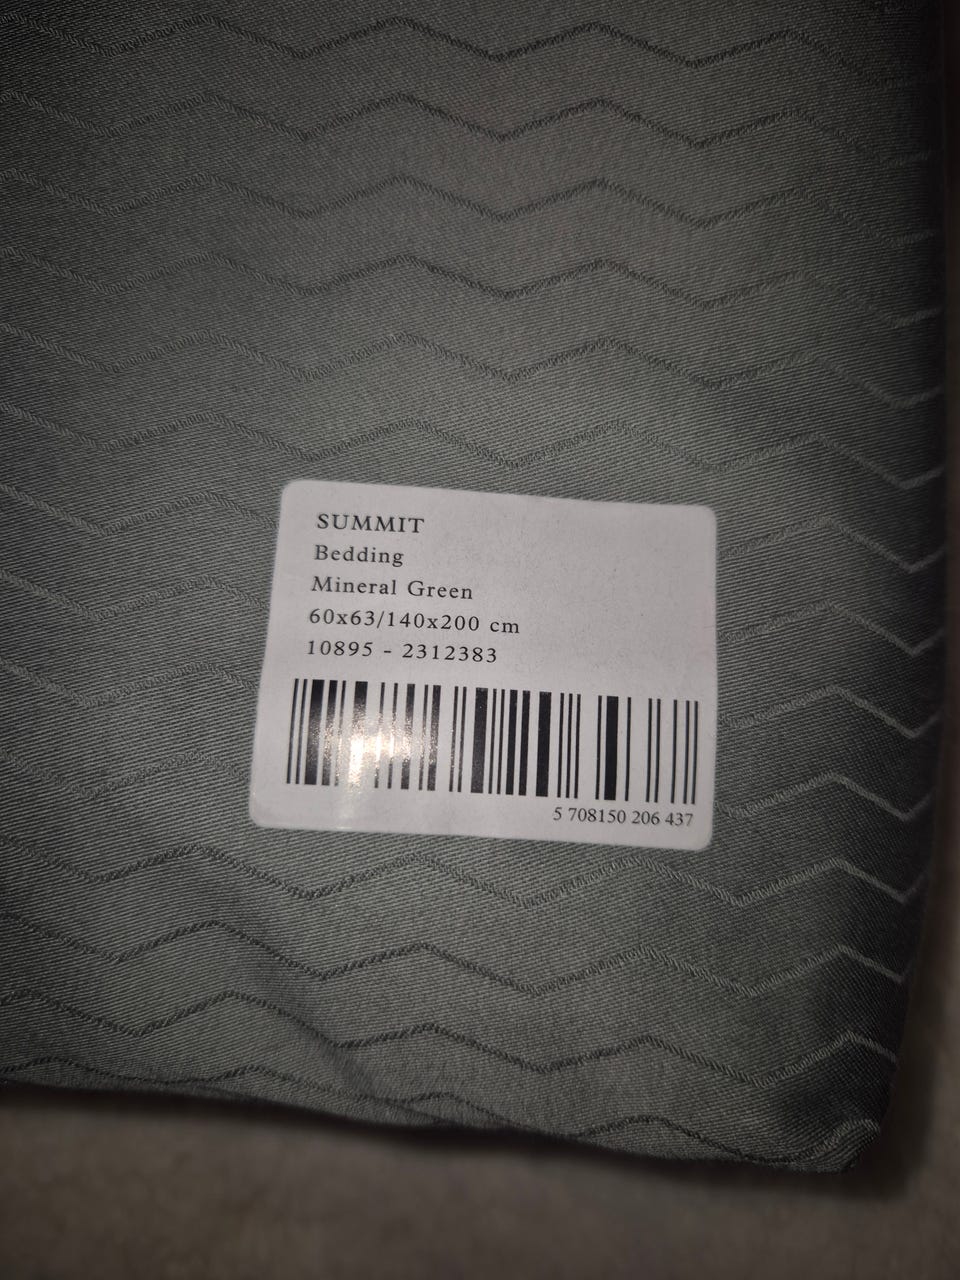 SUMMIT
Bedding
Mineral Green
60x63/140x200 cm
10895 - 2312383
5 708150 206 437